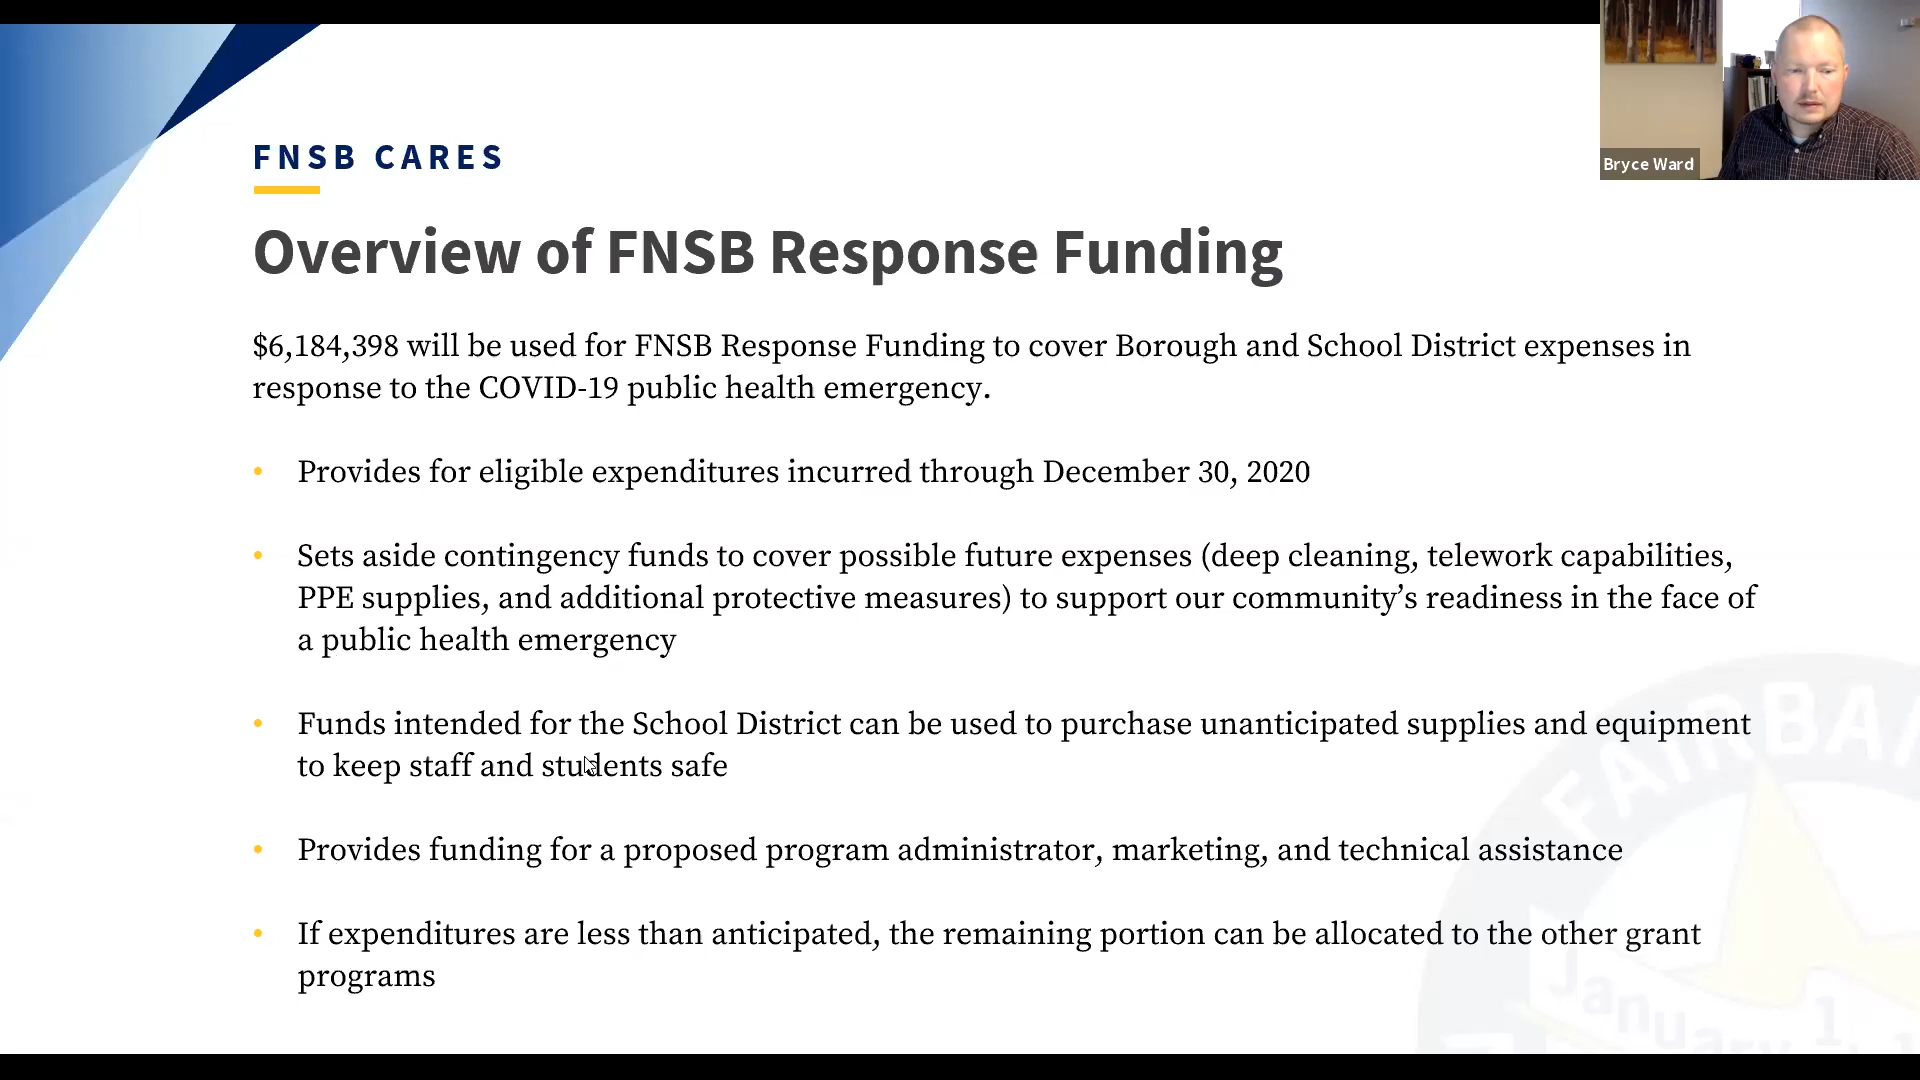 Bryce Ward
FNSB CARES
Overview of FNSB Response Funding
$6,184,398 will be used for FNSB Response Funding to cover Borough and School District expenses in
response to the COVID-19 public health emergency.
• Provides for eligible expenditures incurred through December 30, 2020
• Sets aside contingency funds to cover possible future expenses (deep cleaning, telework capabilities,
PPE supplies, and additional protective measures) to support our community’s readiness in the face of
a public health emergency
• Funds intended for the School District can be used to purchase unanticipated supplies and equipment
to keep staff and students safe
• Provides funding for a proposed program administrator, marketing, and technical assistance
• If expenditures are less than anticipated, the remaining portion can be allocated to the other grant
programs
FAIRBA
January 1,